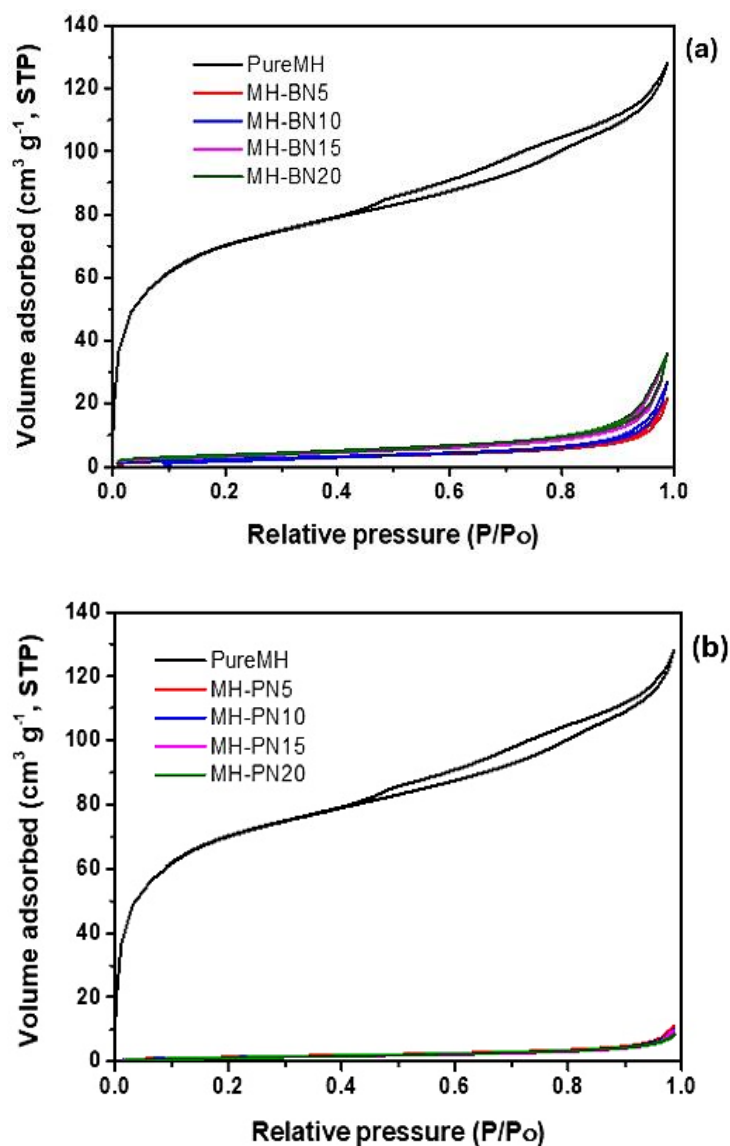 140
120
100
80
60
40
20
0
Volume adsorbed (cm³ g⁻¹, STP)
(a)
PureMH
MH-BN5
MH-BN10
MH-BN15
MH-BN20
0.0 0.2 0.4 0.6 0.8 1.0
Relative pressure (P/Po)
140
120
100
80
60
40
20
0
Volume adsorbed (cm³ g⁻¹, STP)
(b)
PureMH
MH-PN5
MH-PN10
MH-PN15
MH-PN20
0.0 0.2 0.4 0.6 0.8 1.0
Relative pressure (P/Po)